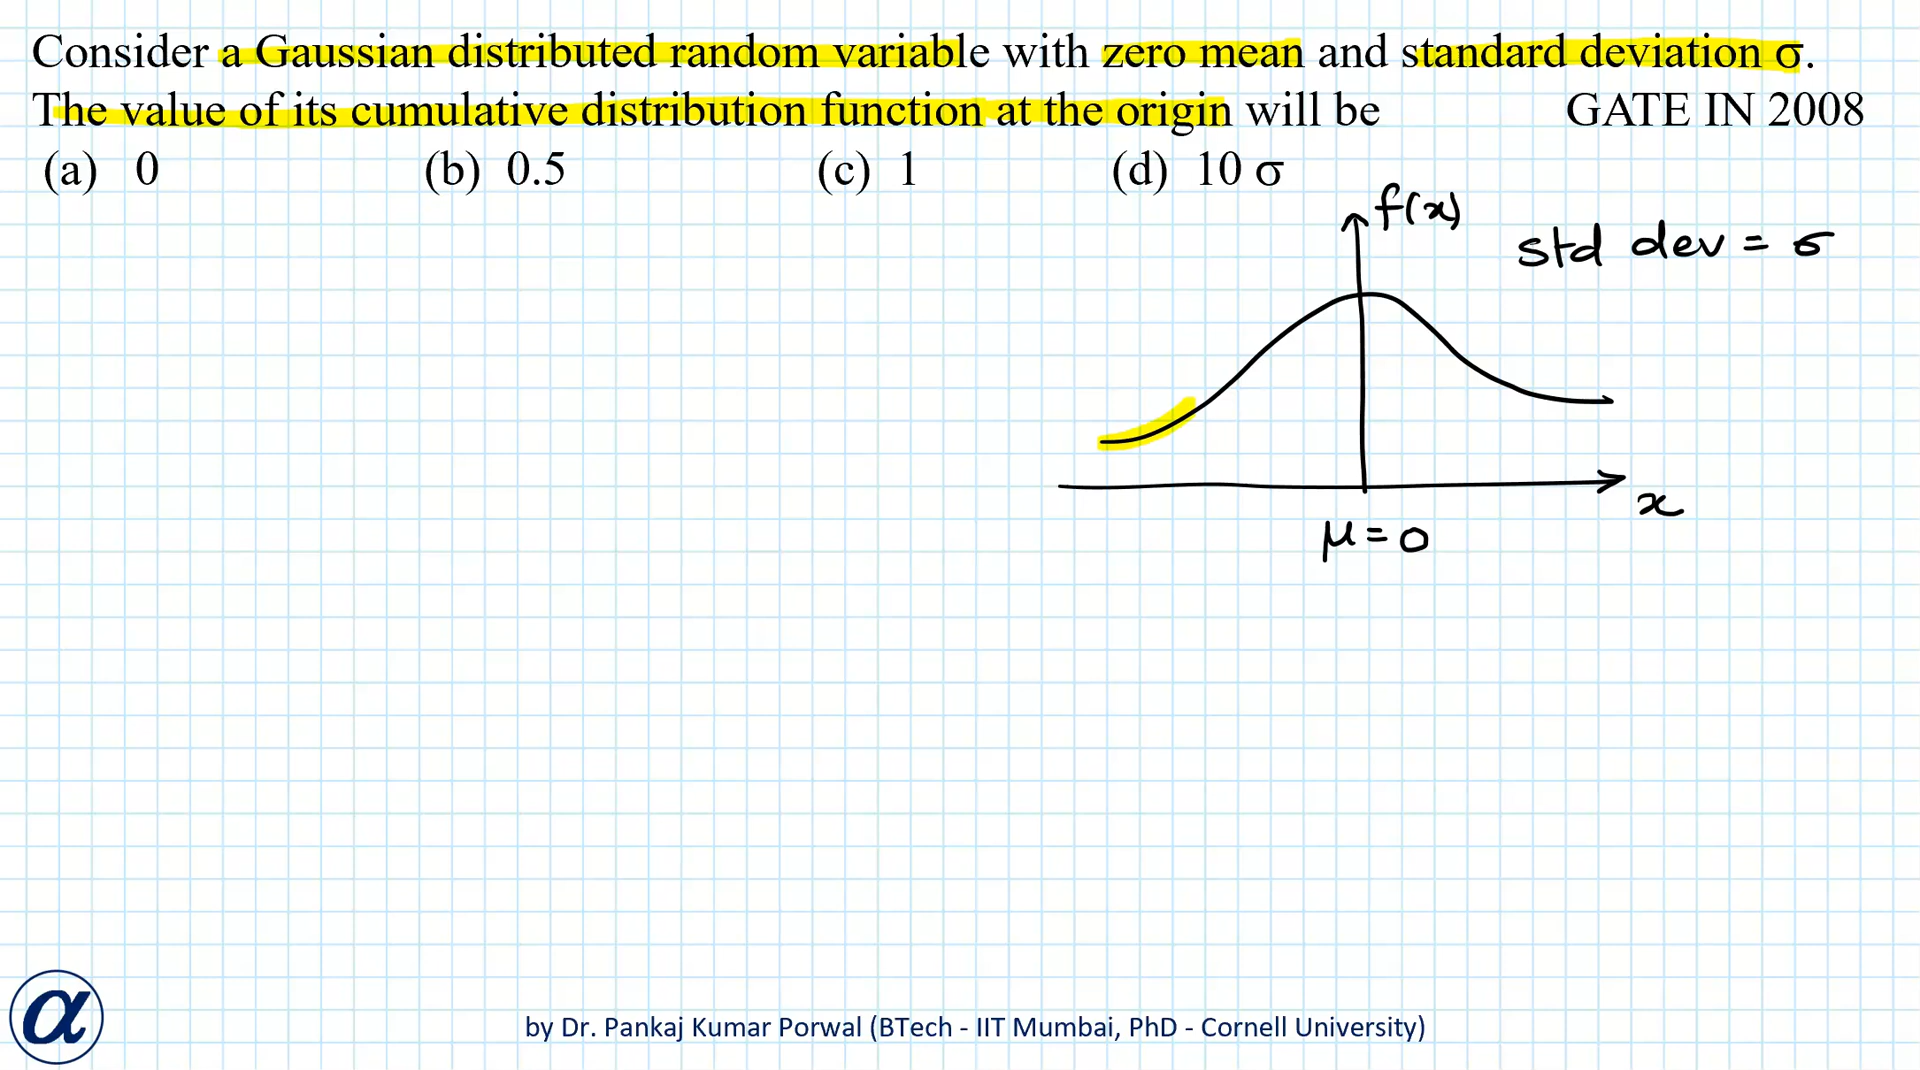 Consider a Gaussian distributed random variable with zero mean and standard deviation σ.
The value of its cumulative distribution function at the origin will be GATE IN 2008
(a) 0 (b) 0.5 (c) 1 (d) 10 σ
f(x)
std dev = σ
x
μ = 0
α
by Dr. Pankaj Kumar Porwal (BTech - IIT Mumbai, PhD - Cornell University)